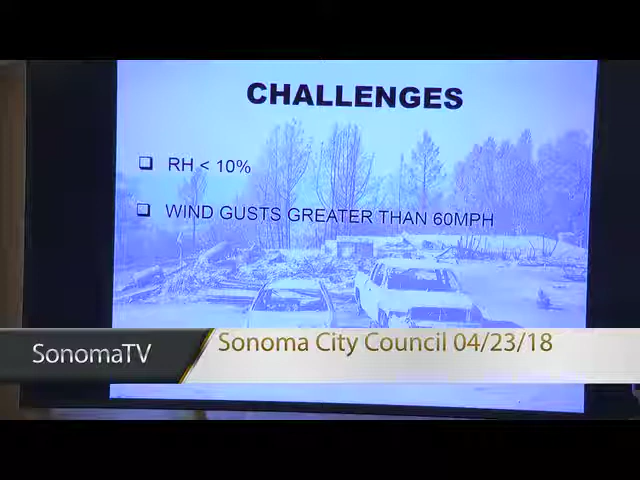 CHALLENGES
❑ RH < 10%
❑ WIND GUSTS GREATER THAN 60MPH
SonomaTV
Sonoma City Council 04/23/18